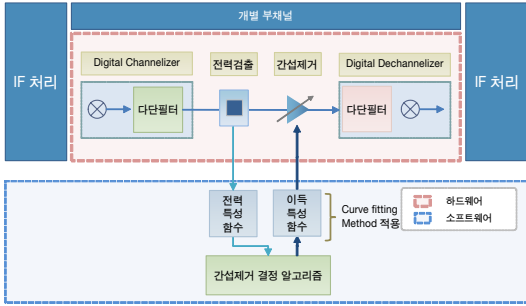 개별 부채널
IF 처리
IF 처리
Digital Channelizer
전력검출
간섭제거
Digital Dechannelizer
다단필터
다단필터
전력
특성
함수
이득
특성
함수
Curve fitting
Method 적용
하드웨어
소프트웨어
간섭제거 결정 알고리즘